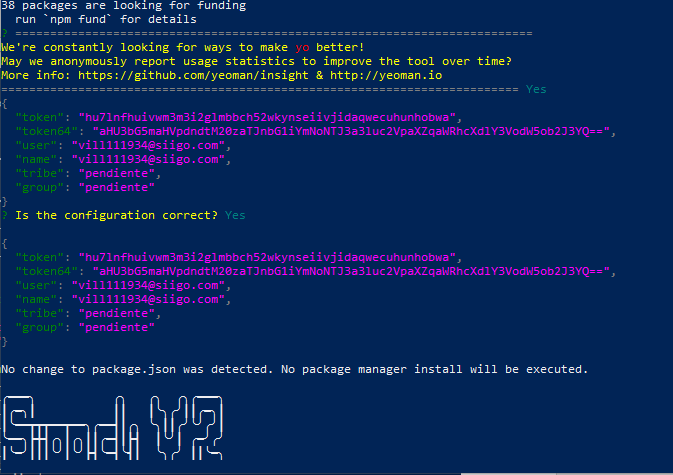 38 packages are looking for funding
  run `npm fund` for details
? ==========================================================================
We're constantly looking for ways to make yo better!
May we anonymously report usage statistics to improve the tool over time?
More info: https://github.com/yeoman/insight & http://yeoman.io
========================================================================== Yes
{
  "token": "hu7lnfhuivwm3m3i2glmbbch52wkynseiivjidaqwecuhunhobwa",
  "token64": "aHU3bG5maHVpdndtM20zaTJnbG1iYmNoNTJ3a3luc2VpaXZqaWRhcXdlY3VodW5ob2J3YQ==",
  "user": "vill111934@siigo.com",
  "name": "vill111934@siigo.com",
  "tribe": "pendiente",
  "group": "pendiente"
}
? Is the configuration correct? Yes
{
  "token": "hu7lnfhuivwm3m3i2glmbbch52wkynseiivjidaqwecuhunhobwa",
  "token64": "aHU3bG5maHVpdndtM20zaTJnbG1iYmNoNTJ3a3luc2VpaXZqaWRhcXdlY3VodW5ob2J3YQ==",
  "user": "vill111934@siigo.com",
  "name": "vill111934@siigo.com",
  "tribe": "pendiente",
  "group": "pendiente"
}
No change to package.json was detected. No package manager install will be executed.